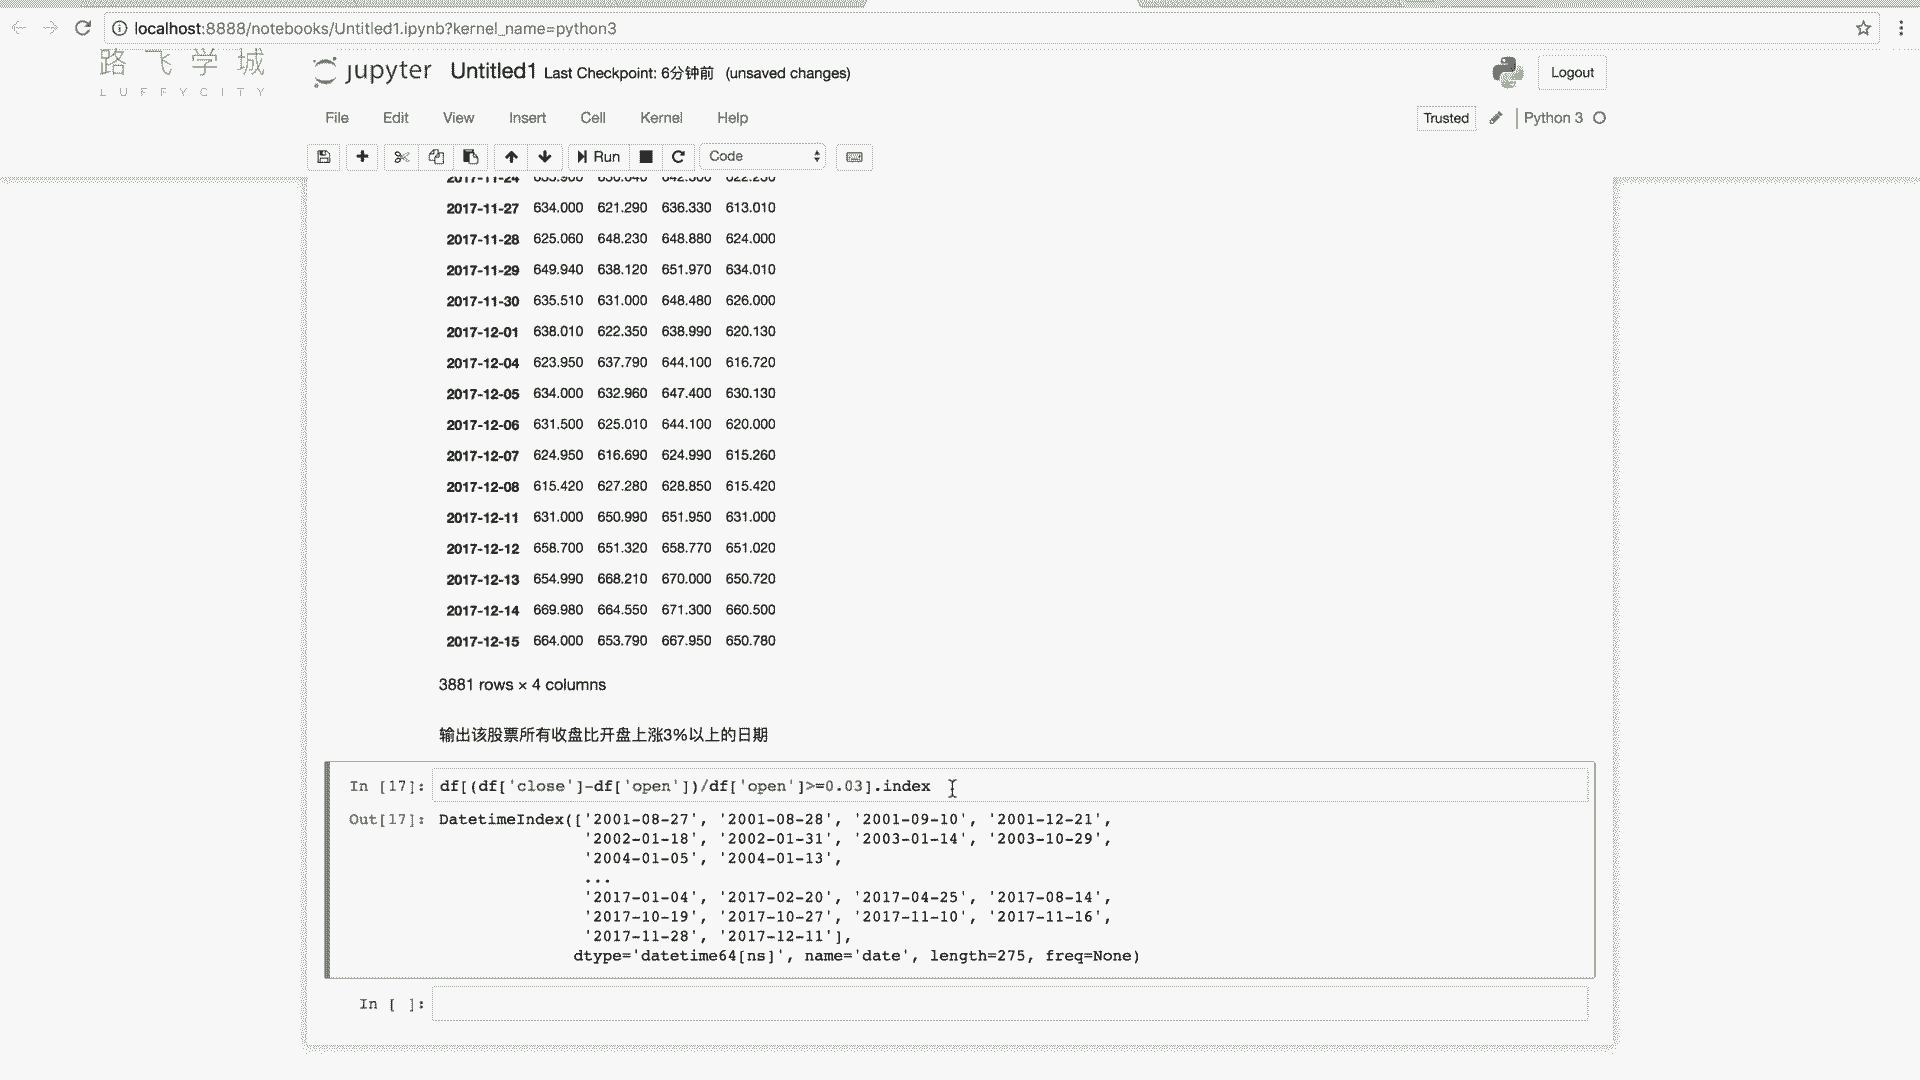 localhost:8888/notebooks/Untitled1.ipynb?kernel_name=python3
路飞学城
LUFFYCITY
jupyter Untitled1 Last Checkpoint: 6分钟前 (unsaved changes)
Logout
File Edit View Insert Cell Kernel Help
Trusted Python 3
Run Code
2017-11-24
2017-11-27 634.000 621.290 636.330 613.010
2017-11-28 625.060 648.230 648.880 624.000
2017-11-29 649.940 638.120 651.970 634.010
2017-11-30 635.510 631.000 648.480 626.000
2017-12-01 638.010 622.350 638.990 620.130
2017-12-04 623.950 637.790 644.100 616.720
2017-12-05 634.000 632.960 647.400 630.130
2017-12-06 631.500 625.010 644.100 620.000
2017-12-07 624.950 616.690 624.990 615.260
2017-12-08 615.420 627.280 628.850 615.420
2017-12-11 631.000 650.990 651.950 631.000
2017-12-12 658.700 651.320 658.770 651.020
2017-12-13 654.990 668.210 670.000 650.720
2017-12-14 669.980 664.550 671.300 660.500
2017-12-15 664.000 653.790 667.950 650.780
3881 rows × 4 columns
输出该股票所有收盘比开盘上涨3%以上的日期
In [17]: df[(df['close']-df['open'])/df['open']>=0.03].index
Out[17]: DatetimeIndex(['2001-08-27', '2001-08-28', '2001-09-10', '2001-12-21',
'2002-01-18', '2002-01-31', '2003-01-14', '2003-10-29',
'2004-01-05', '2004-01-13',
...
'2017-01-04', '2017-02-20', '2017-04-25', '2017-08-14',
'2017-10-19', '2017-10-27', '2017-11-10', '2017-11-16',
'2017-11-28', '2017-12-11'],
dtype='datetime64[ns]', name='date', length=275, freq=None)
In [ ]: